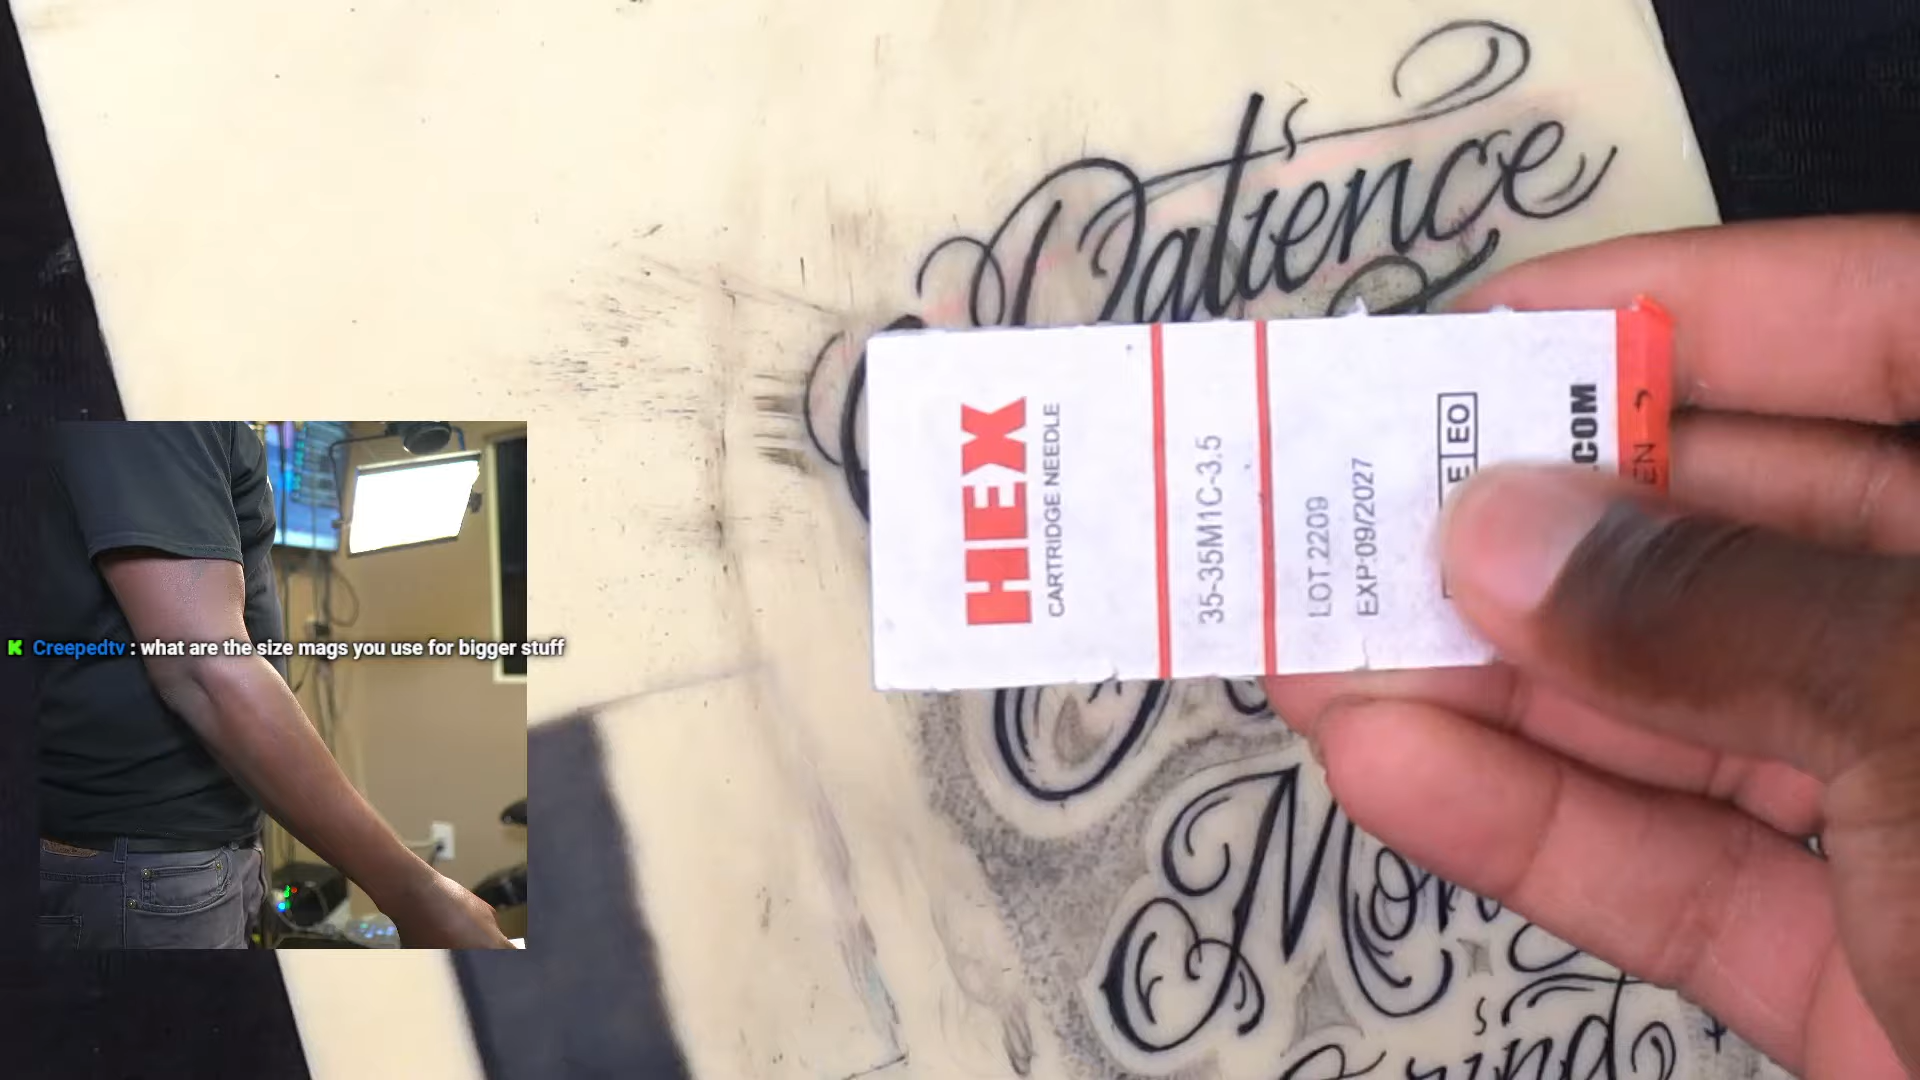 Patience
HEX
CARTRIDGE NEEDLE
35-35M1C-3.5
LOT 2209
EXP:09/2027
EO
.COM
Creepedtv : what are the size mags you use for bigger stuff